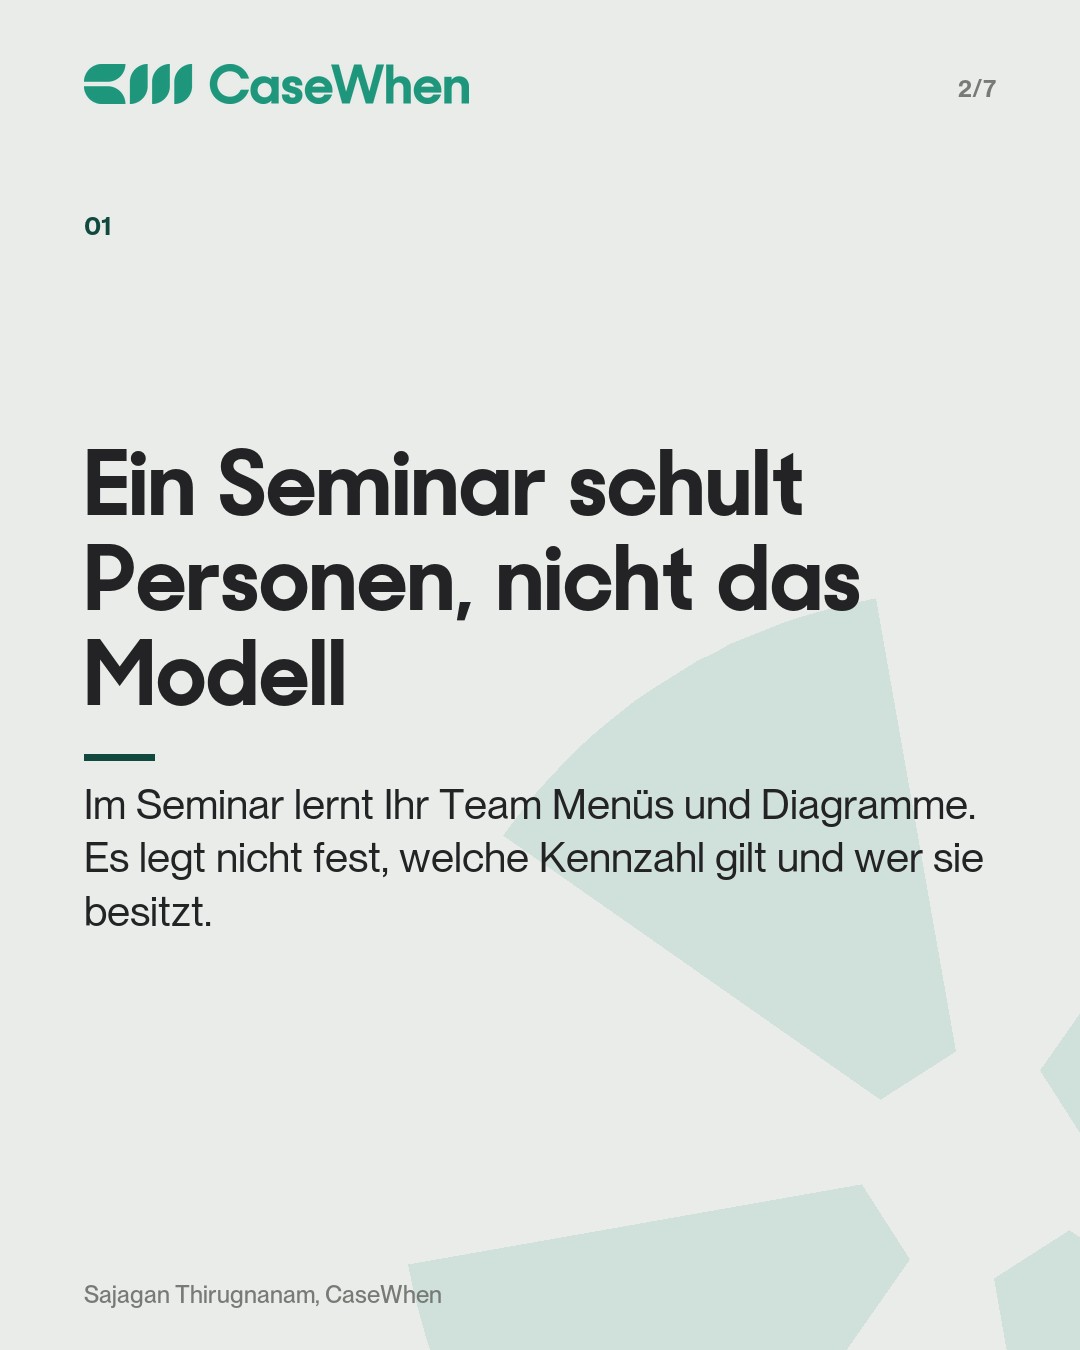 CaseWhen
2/7
01
Ein Seminar schult
Personen, nicht das
Modell
Im Seminar lernt Ihr Team Menüs und Diagramme.
Es legt nicht fest, welche Kennzahl gilt und wer sie
besitzt.
Sajagan Thirugnanam, CaseWhen